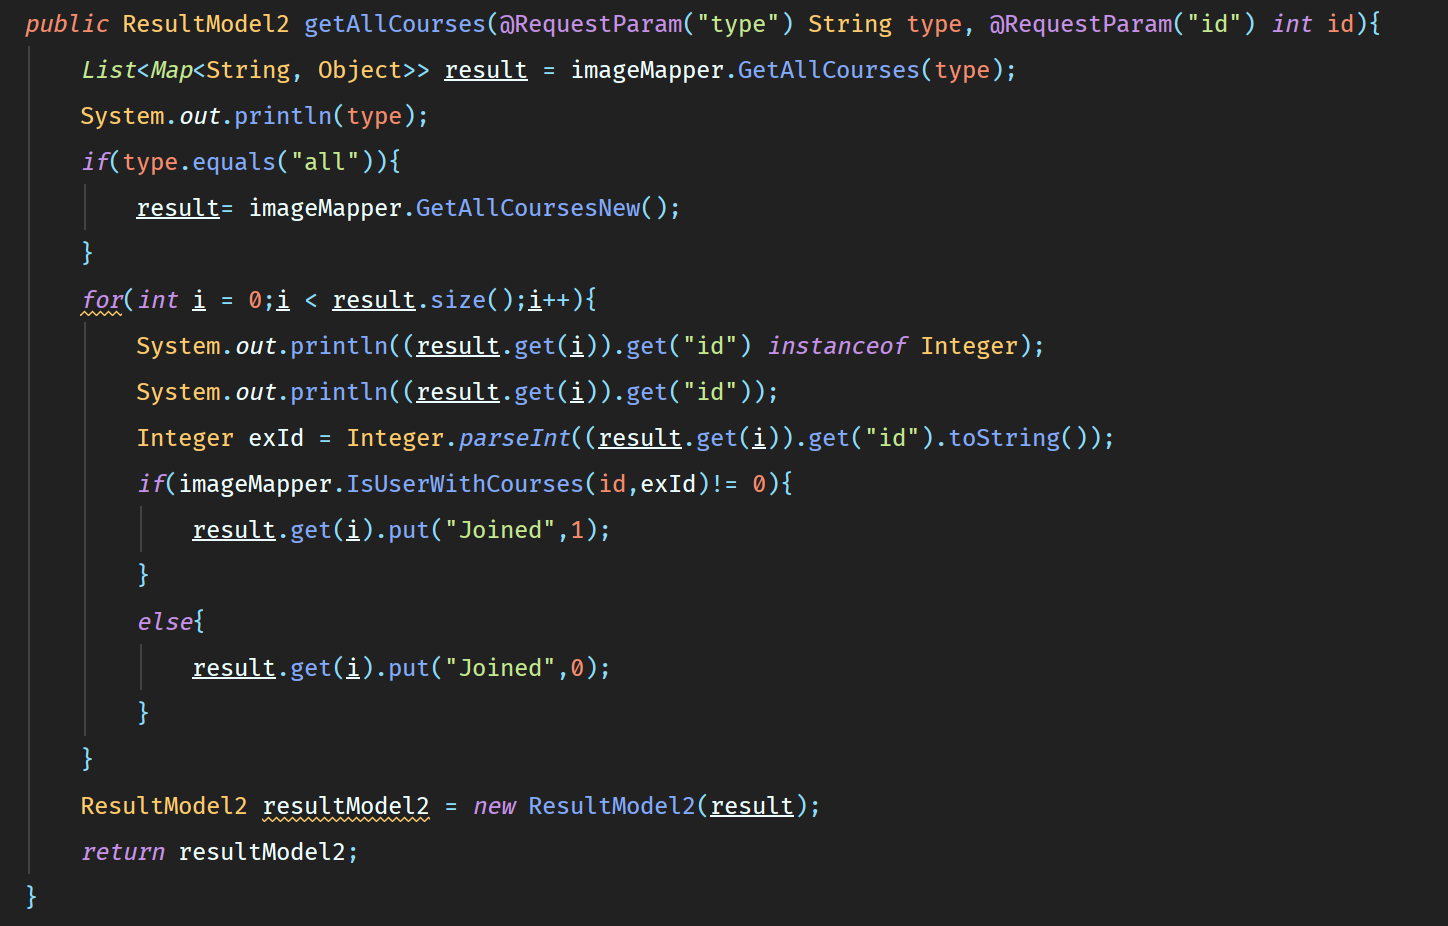 public ResultModel2 getAllCourses(@RequestParam("type") String type, @RequestParam("id") int id){
    List<Map<String, Object>> result = imageMapper.GetAllCourses(type);
    System.out.println(type);
    if(type.equals("all")){
        result= imageMapper.GetAllCoursesNew();
    }
    for(int i = 0;i < result.size();i++){
        System.out.println((result.get(i)).get("id") instanceof Integer);
        System.out.println((result.get(i)).get("id"));
        Integer exId = Integer.parseInt((result.get(i)).get("id").toString());
        if(imageMapper.IsUserWithCourses(id,exId)!= 0){
            result.get(i).put("Joined",1);
        }
        else{
            result.get(i).put("Joined",0);
        }
    }
    ResultModel2 resultModel2 = new ResultModel2(result);
    return resultModel2;
}